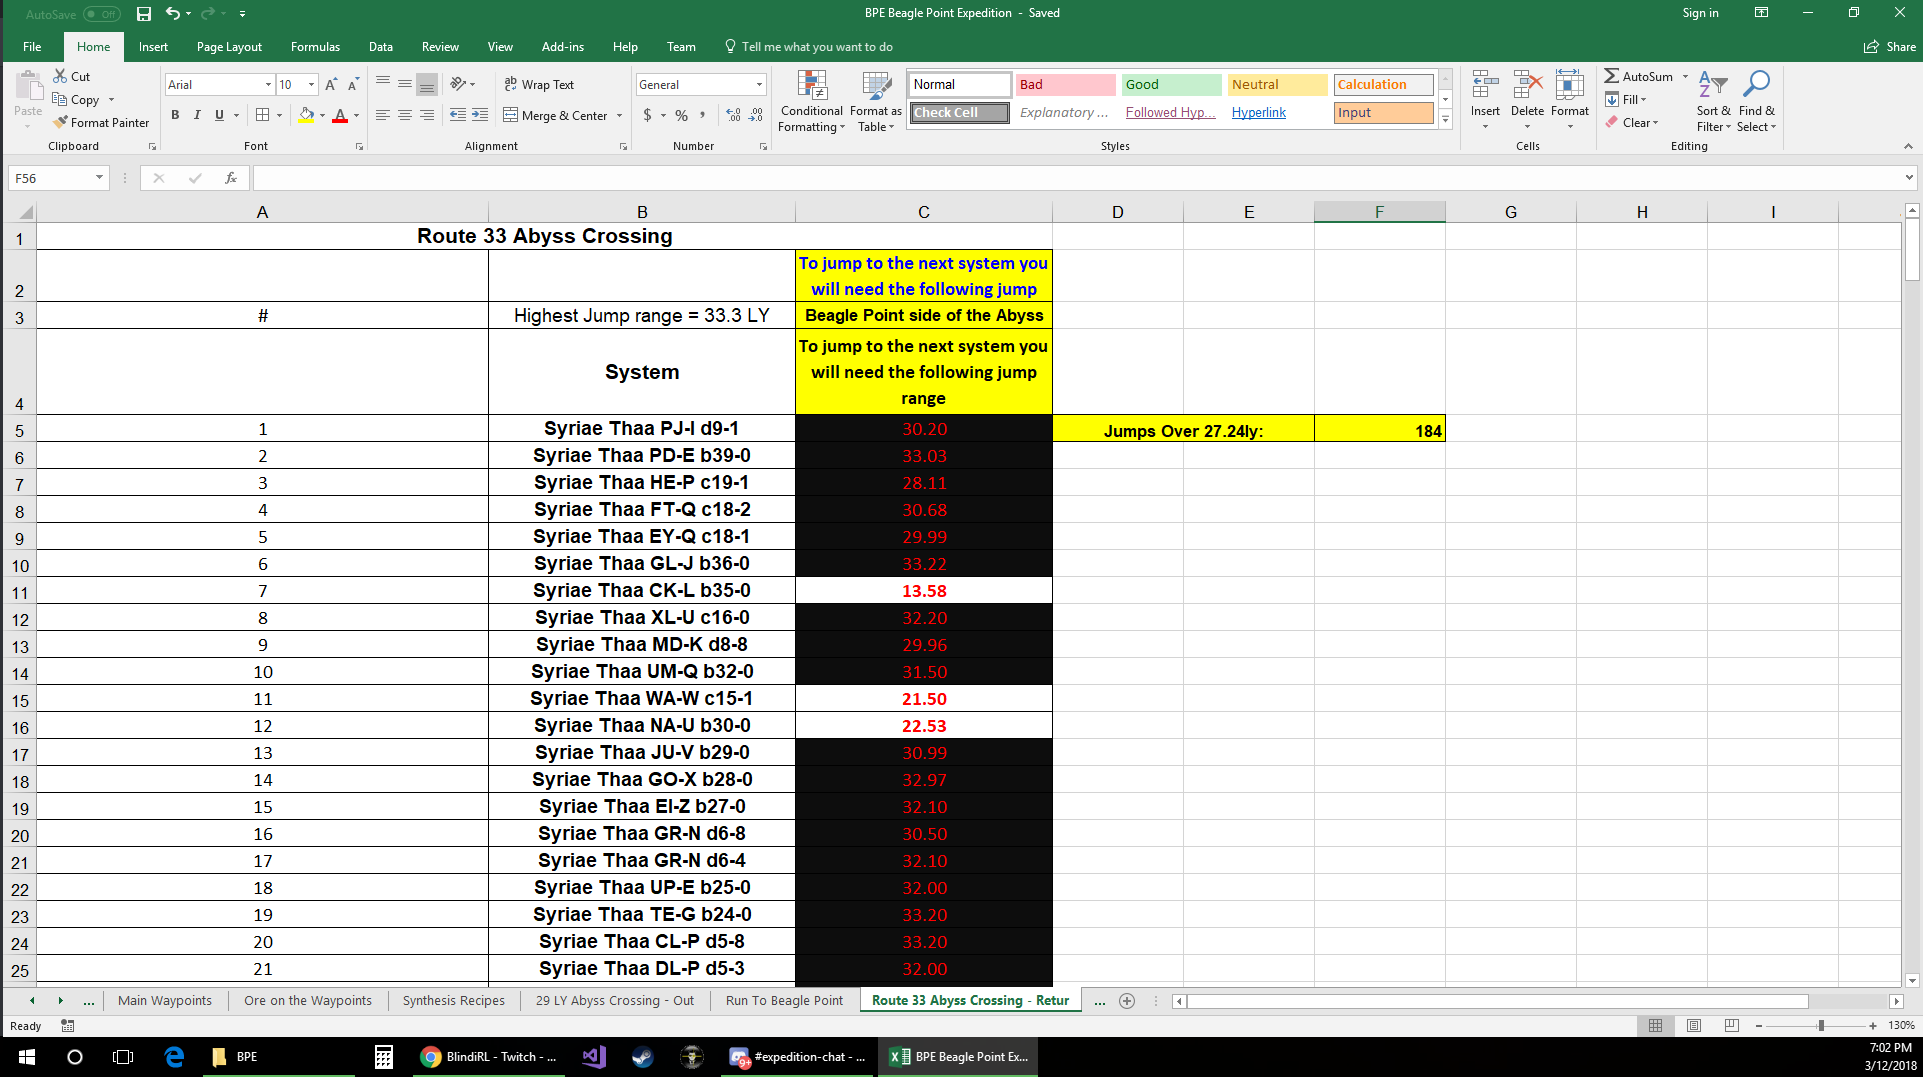 AutoSave Off
BPE Beagle Point Expedition - Saved
Sign in
File Home Insert Page Layout Formulas Data Review View Add-ins Help Team Tell me what you want to do Share
Paste
Cut
Copy
Format Painter
Clipboard
Arial 10
B I U
Font
Wrap Text
Merge & Center
Alignment
General
$ % ,
Number
Conditional Formatting
Format as Table
Normal Bad Good Neutral Calculation
Check Cell Explanatory ... Followed Hyp... Hyperlink Input
Styles
Insert Delete Format
Cells
AutoSum
Fill
Clear
Sort & Filter
Find & Select
Editing
F56
fx
A B C D E F G H I
1 Route 33 Abyss Crossing
2 To jump to the next system you will need the following jump
3 # Highest Jump range = 33.3 LY Beagle Point side of the Abyss
4 System To jump to the next system you will need the following jump range
5 1 Syriae Thaa PJ-I d9-1 30.20 Jumps Over 27.24ly: 184
6 2 Syriae Thaa PD-E b39-0 33.03
7 3 Syriae Thaa HE-P c19-1 28.11
8 4 Syriae Thaa FT-Q c18-2 30.68
9 5 Syriae Thaa EY-Q c18-1 29.99
10 6 Syriae Thaa GL-J b36-0 33.22
11 7 Syriae Thaa CK-L b35-0 13.58
12 8 Syriae Thaa XL-U c16-0 32.20
13 9 Syriae Thaa MD-K d8-8 29.96
14 10 Syriae Thaa UM-Q b32-0 31.50
15 11 Syriae Thaa WA-W c15-1 21.50
16 12 Syriae Thaa NA-U b30-0 22.53
17 13 Syriae Thaa JU-V b29-0 30.99
18 14 Syriae Thaa GO-X b28-0 32.97
19 15 Syriae Thaa EI-Z b27-0 32.10
20 16 Syriae Thaa GR-N d6-8 30.50
21 17 Syriae Thaa GR-N d6-4 32.10
22 18 Syriae Thaa UP-E b25-0 32.00
23 19 Syriae Thaa TE-G b24-0 33.20
24 20 Syriae Thaa CL-P d5-8 33.20
25 21 Syriae Thaa DL-P d5-3 32.00
... Main Waypoints Ore on the Waypoints Synthesis Recipes 29 LY Abyss Crossing - Out Run To Beagle Point Route 33 Abyss Crossing - Retur ...
Ready
130%
BPE
BlindiRL - Twitch - ...
9+
#expedition-chat - ...
BPE Beagle Point Ex...
7:02 PM
3/12/2018